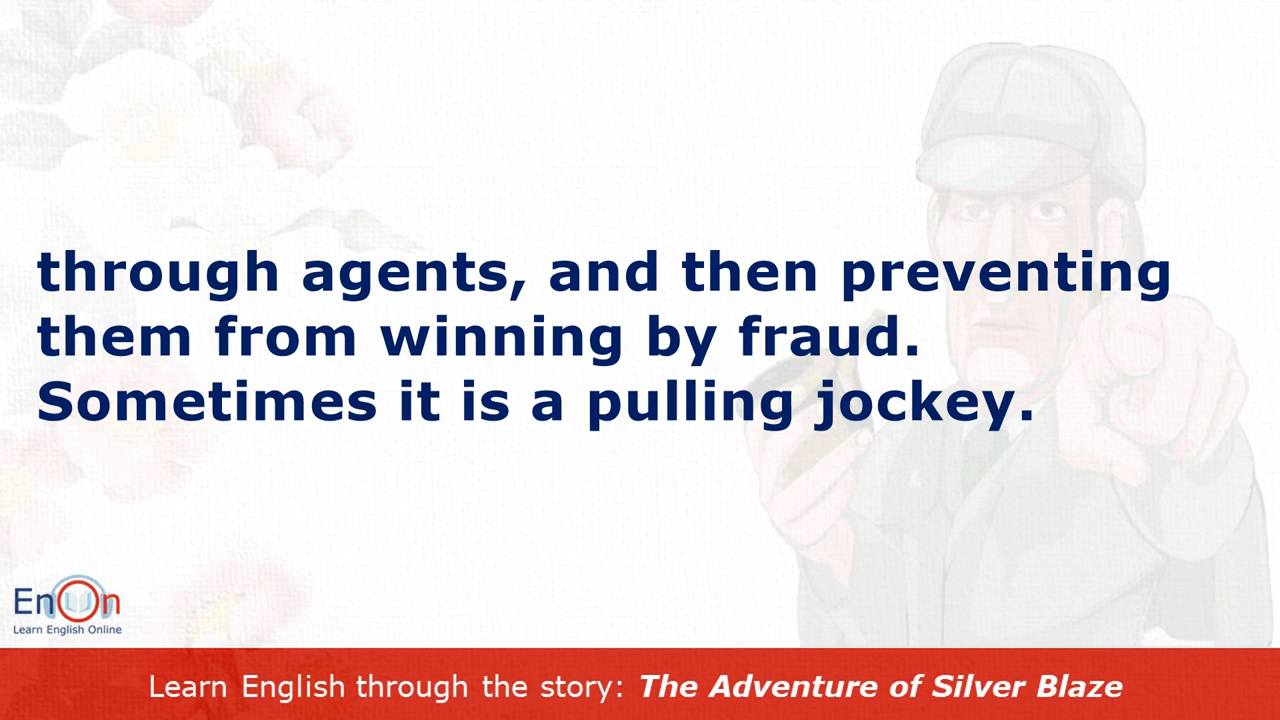 through agents, and then preventing
them from winning by fraud.
Sometimes it is a pulling jockey.
EnOn
Learn English Online
Learn English through the story: The Adventure of Silver Blaze